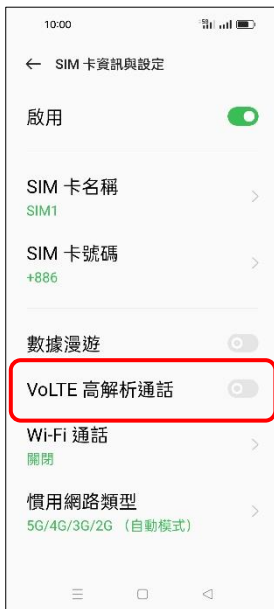 10:00
SIM 卡資訊與設定
啟用
SIM 卡名稱
SIM1
SIM 卡號碼
+886
數據漫遊
VoLTE 高解析通話
Wi-Fi 通話
關閉
慣用網路類型
5G/4G/3G/2G （自動模式）